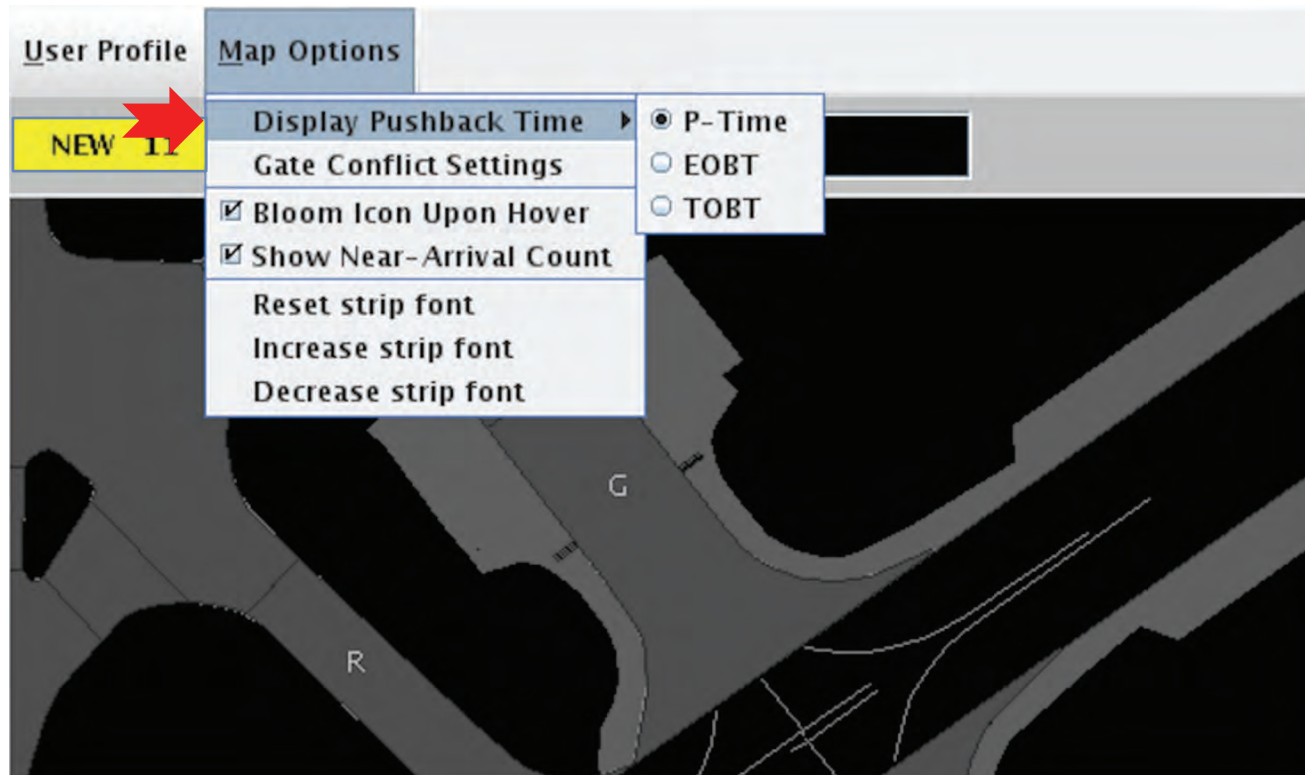 User Profile Map Options
NEW 11
Display Pushback Time
Gate Conflict Settings
Bloom Icon Upon Hover
Show Near-Arrival Count
Reset strip font
Increase strip font
Decrease strip font
P-Time
EOBT
TOBT
G
R